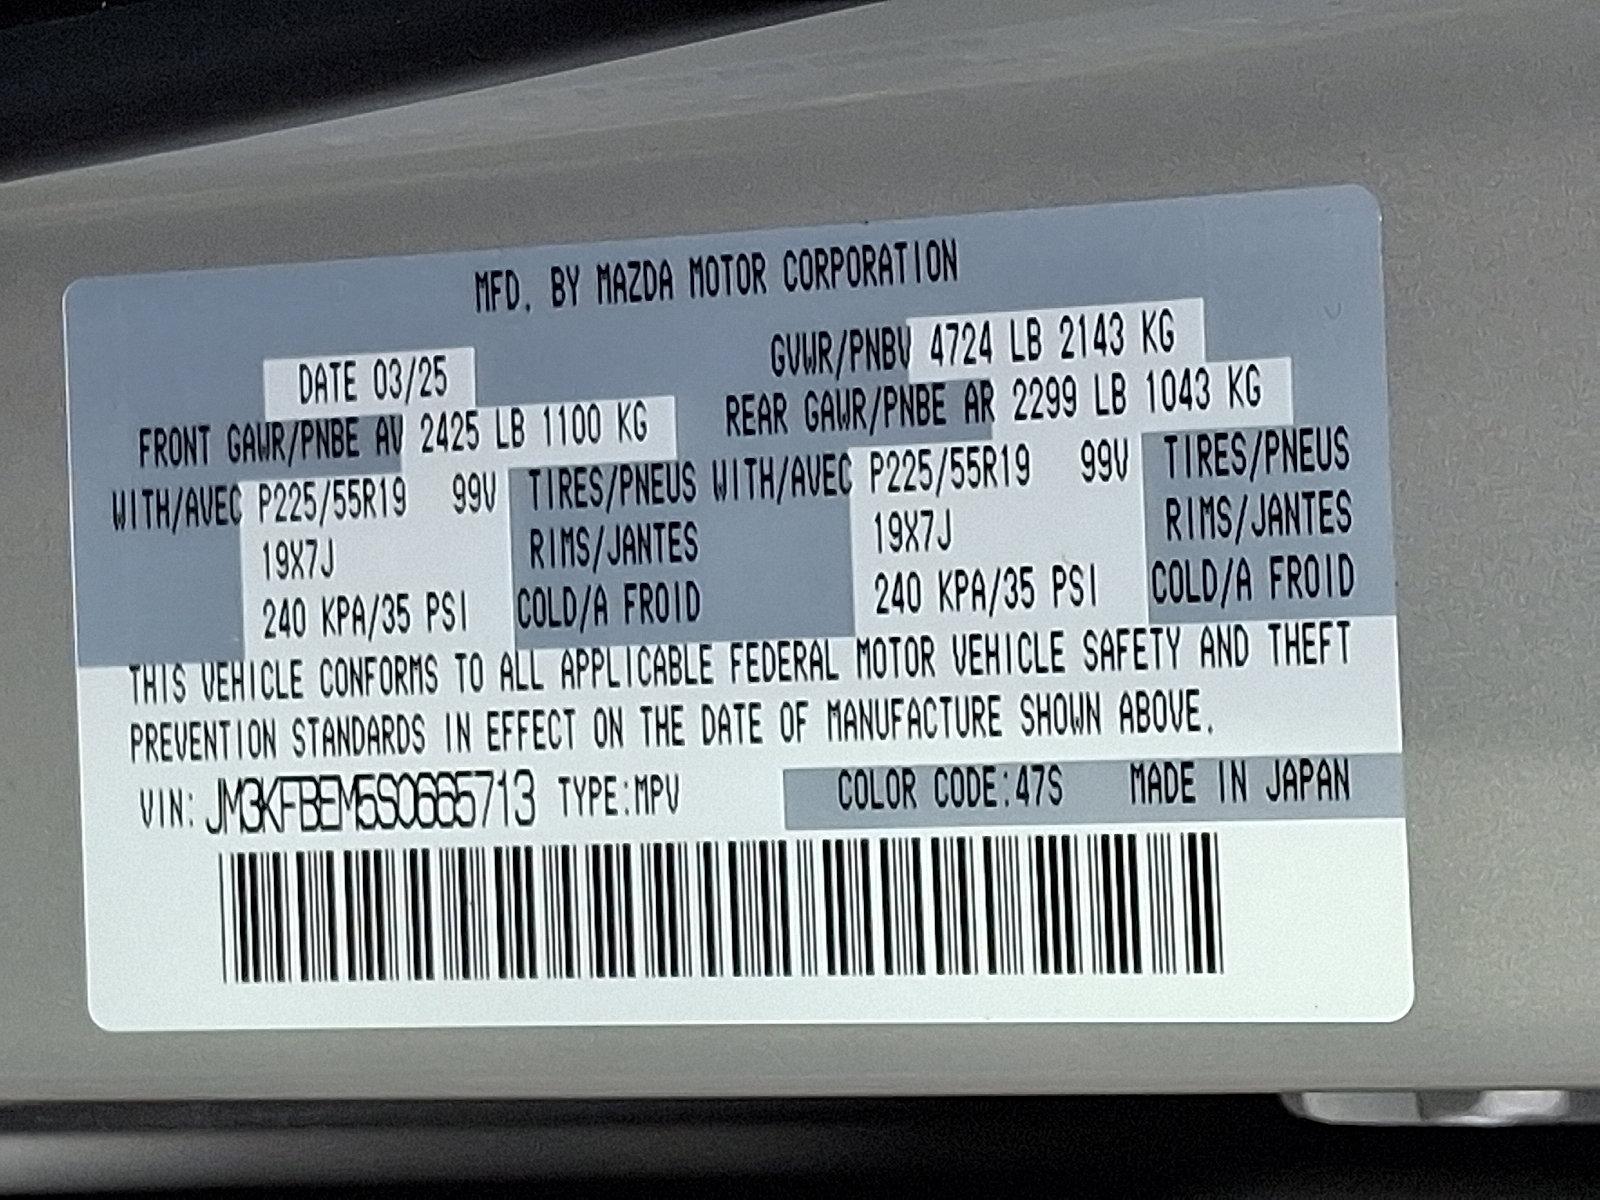 MFD. BY MAZDA MOTOR CORPORATION
DATE 03/25 GVWR/PNBV 4724 LB 2143 KG
FRONT GAWR/PNBE AV 2425 LB 1100 KG REAR GAWR/PNBE AR 2299 LB 1043 KG
WITH/AVEC P225/55R19 99V TIRES/PNEUS WITH/AVEC P225/55R19 99V TIRES/PNEUS
19X7J RIMS/JANTES 19X7J RIMS/JANTES
240 KPA/35 PSI COLD/A FROID 240 KPA/35 PSI COLD/A FROID
THIS VEHICLE CONFORMS TO ALL APPLICABLE FEDERAL MOTOR VEHICLE SAFETY AND THEFT
PREVENTION STANDARDS IN EFFECT ON THE DATE OF MANUFACTURE SHOWN ABOVE.
VIN: JM3KFBEM5S0665713 TYPE:MPV COLOR CODE:47S MADE IN JAPAN